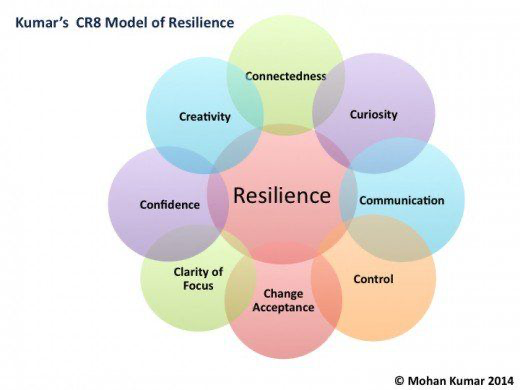 Kumar's  CR8 Model of Resilience
Connectedness
Creativity
Curiosity
Confidence
Resilience
Communication
Clarity of
Focus
Change
Acceptance
Control
© Mohan Kumar 2014